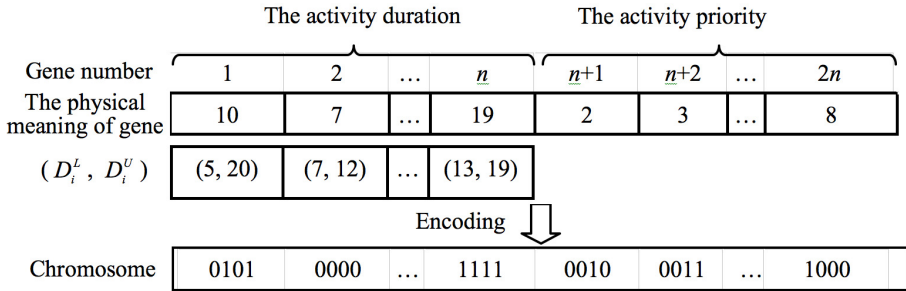 The activity duration The activity priority
Gene number 1 2 ... n n+1 n+2 ... 2n
The physical
meaning of gene 10 7 ... 19 2 3 ... 8
( D_i^L , D_i^U ) (5, 20) (7, 12) ... (13, 19)
Encoding
Chromosome 0101 0000 ... 1111 0010 0011 ... 1000